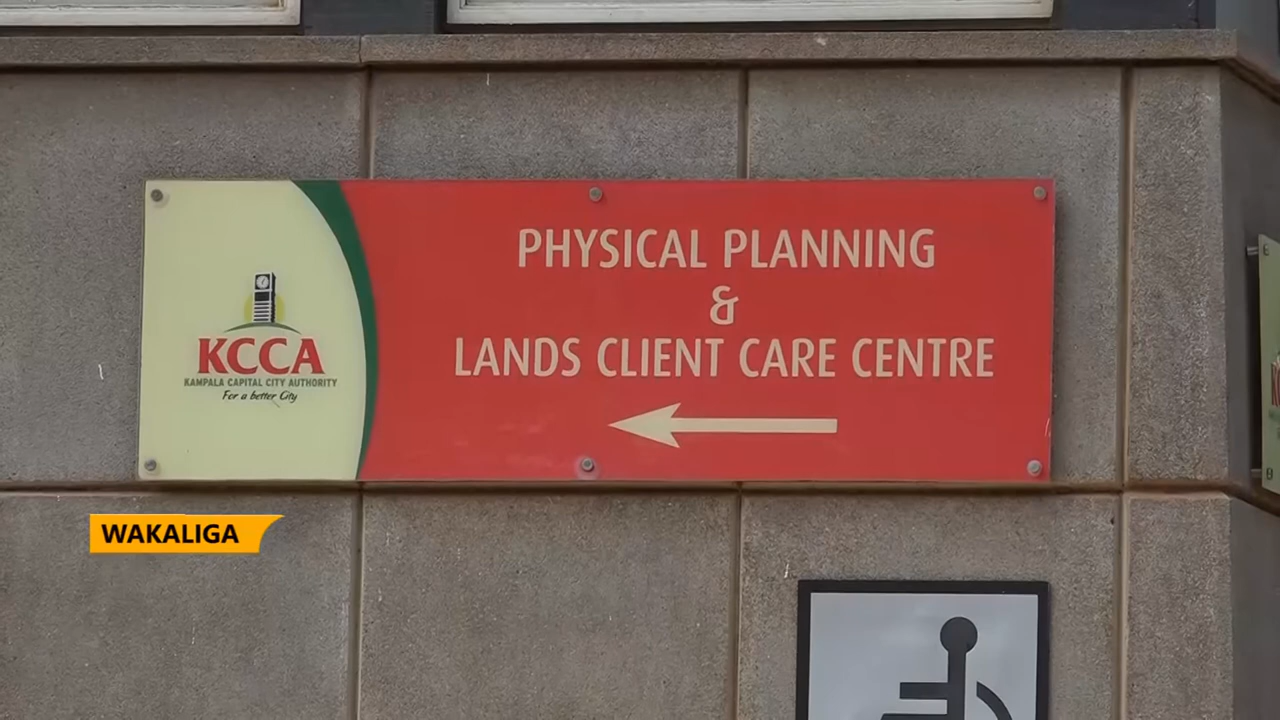 PHYSICAL PLANNING
&
LANDS CLIENT CARE CENTRE
KCCA
KAMPALA CAPITAL CITY AUTHORITY
For a better City
WAKALIGA